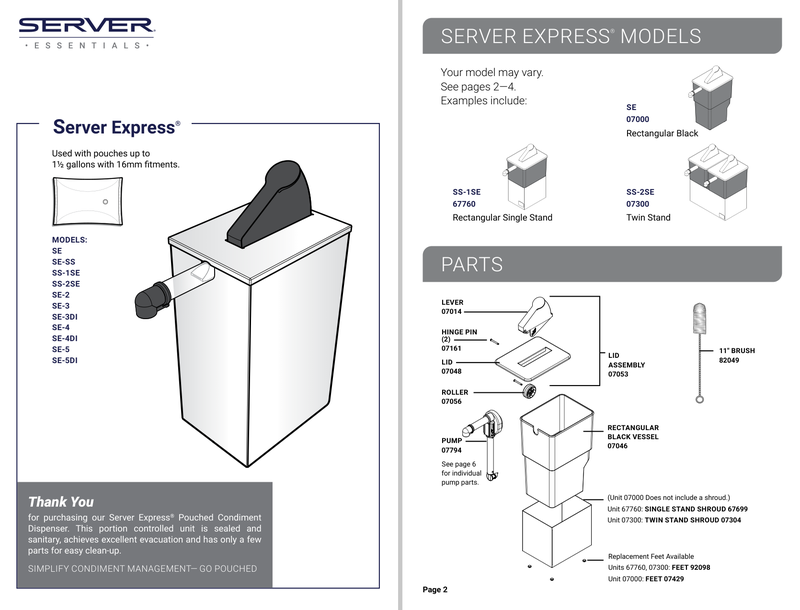 SERVER®
• ESSENTIALS •
Server Express®
Used with pouches up to
1½ gallons with 16mm fitments.
MODELS:
SE
SE-SS
SS-1SE
SS-2SE
SE-2
SE-3
SE-3DI
SE-4
SE-4DI
SE-5
SE-5DI
Thank You
for purchasing our Server Express® Pouched Condiment
Dispenser. This portion controlled unit is sealed and
sanitary, achieves excellent evacuation and has only a few
parts for easy clean-up.
SIMPLIFY CONDIMENT MANAGEMENT— GO POUCHED
SERVER EXPRESS® MODELS
Your model may vary.
See pages 2—4.
Examples include:
SE
07000
Rectangular Black
SS-1SE
67760
Rectangular Single Stand
SS-2SE
07300
Twin Stand
PARTS
LEVER
07014
HINGE PIN
(2)
07161
LID
07048
ROLLER
07056
PUMP
07794
See page 6
for individual
pump parts.
LID
ASSEMBLY
07053
11" BRUSH
82049
RECTANGULAR
BLACK VESSEL
07046
(Unit 07000 Does not include a shroud.)
Unit 67760: SINGLE STAND SHROUD 67699
Unit 07300: TWIN STAND SHROUD 07304
Replacement Feet Available
Units 67760, 07300: FEET 92098
Unit 07000: FEET 07429
Page 2